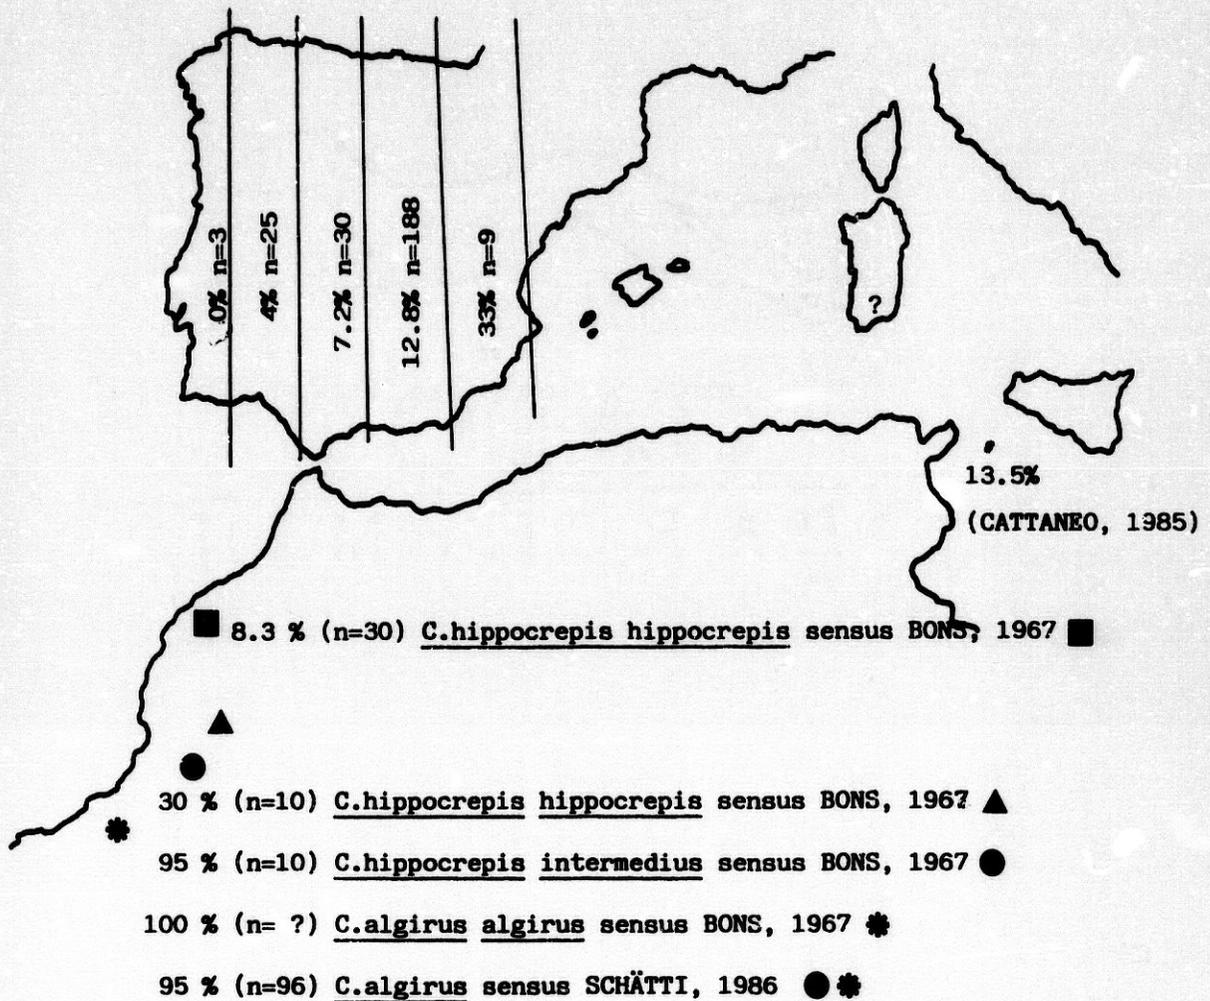 0% n=3
4% n=25
7.2% n=30
12.8% n=188
33% n=9
?
13.5%
(CATTANEO, 1985)
8.3 % (n=30) C.hippocrepis hippocrepis sensus BONS, 1967
30 % (n=10) C.hippocrepis hippocrepis sensus BONS, 1967
95 % (n=10) C.hippocrepis intermedius sensus BONS, 1967
100 % (n= ?) C.algirus algirus sensus BONS, 1967
95 % (n=96) C.algirus sensus SCHÄTTI, 1986